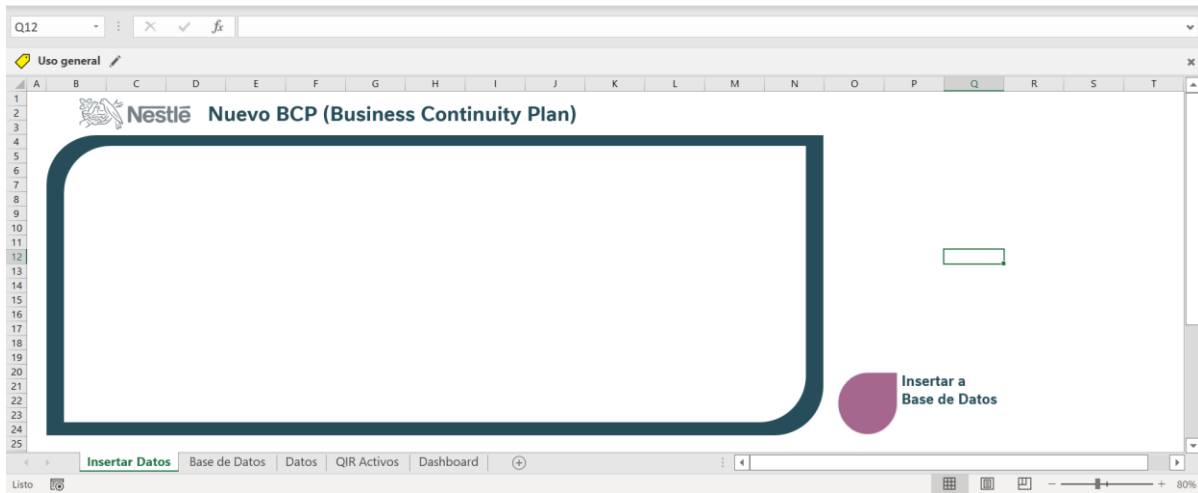 Q12
fx
Uso general
A B C D E F G H I J K L M N O P Q R S T
1
2
3
4
5
6
7
8
9
10
11
12
13
14
15
16
17
18
19
20
21
22
23
24
25
Nestlé Nuevo BCP (Business Continuity Plan)
Insertar a
Base de Datos
Insertar Datos Base de Datos Datos QIR Activos Dashboard
Listo 80%